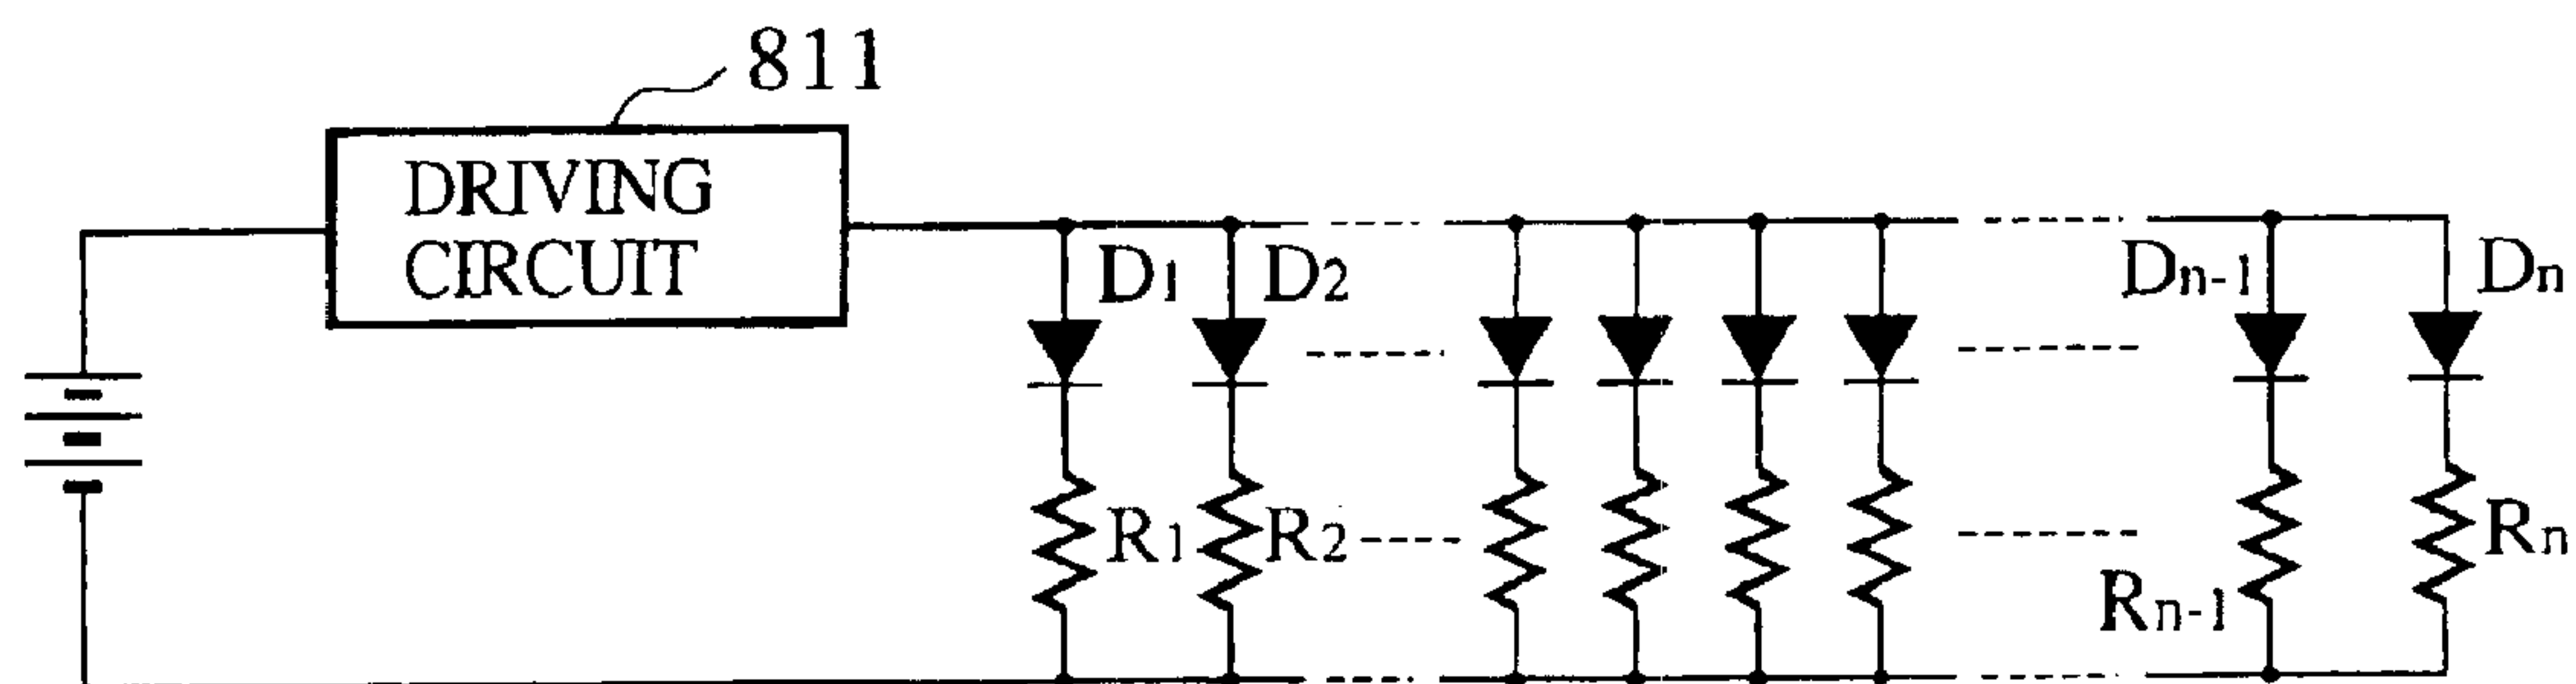 811
DRIVING
CIRCUIT
D1
D2
Dn-1
Dn
R1
R2
Rn-1
Rn